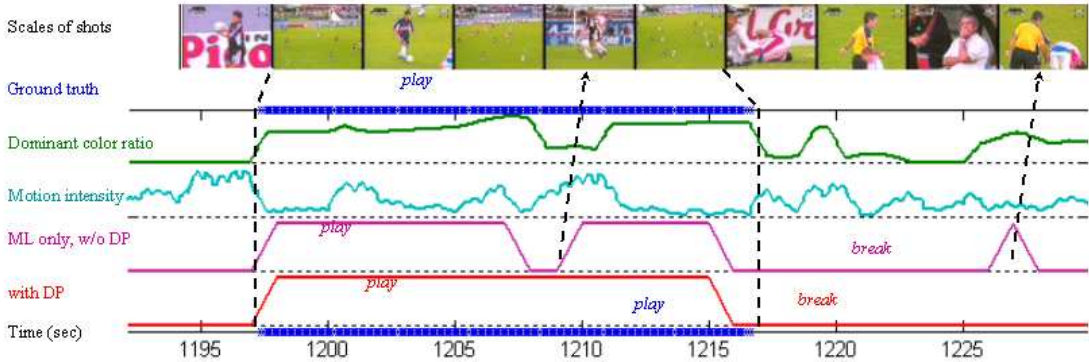 Scales of shots
Pilo
Ground truth
play
Dominant color ratio
Motion intensity
ML only, w/o DP
play
break
with DP
play
play
break
Time (sec)
1195 1200 1205 1210 1215 1220 1225